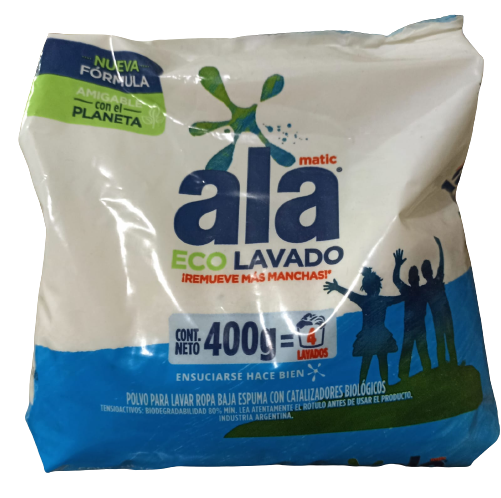 NUEVA
FÓRMULA
AMIGABLE
con el
PLANETA
matic
ala
ECO LAVADO
¡REMUEVE MÁS MANCHAS!*
CONT.
NETO
400g=
4
LAVADOS
ENSUCIARSE HACE BIEN
POLVO PARA LAVAR ROPA BAJA ESPUMA CON CATALIZADORES BIOLÓGICOS
TENSIOACTIVOS: BIODEGRADABILIDAD 90% MIN. LEA ATENTAMENTE EL RÓTULO ANTES DE USAR EL PRODUCTO.
INDUSTRIA ARGENTINA.